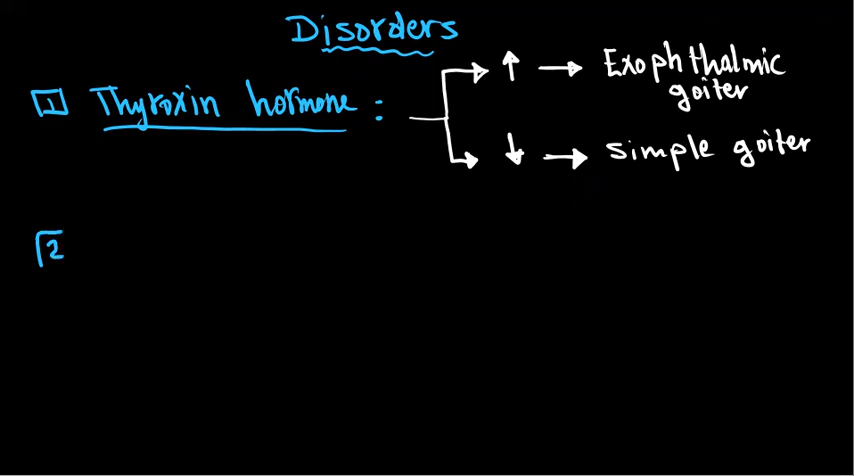 Disorders
1 Thyroxin hormone : ↑ → Exophthalmic
goiter
↓ → simple goiter
2